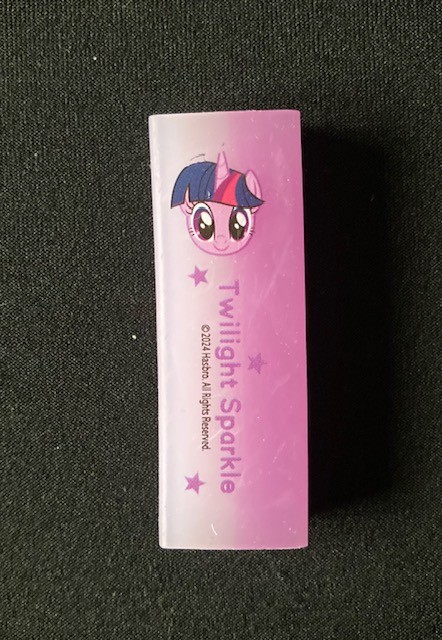 Twilight Sparkle
©2024 Hasbro. All Rights Reserved.